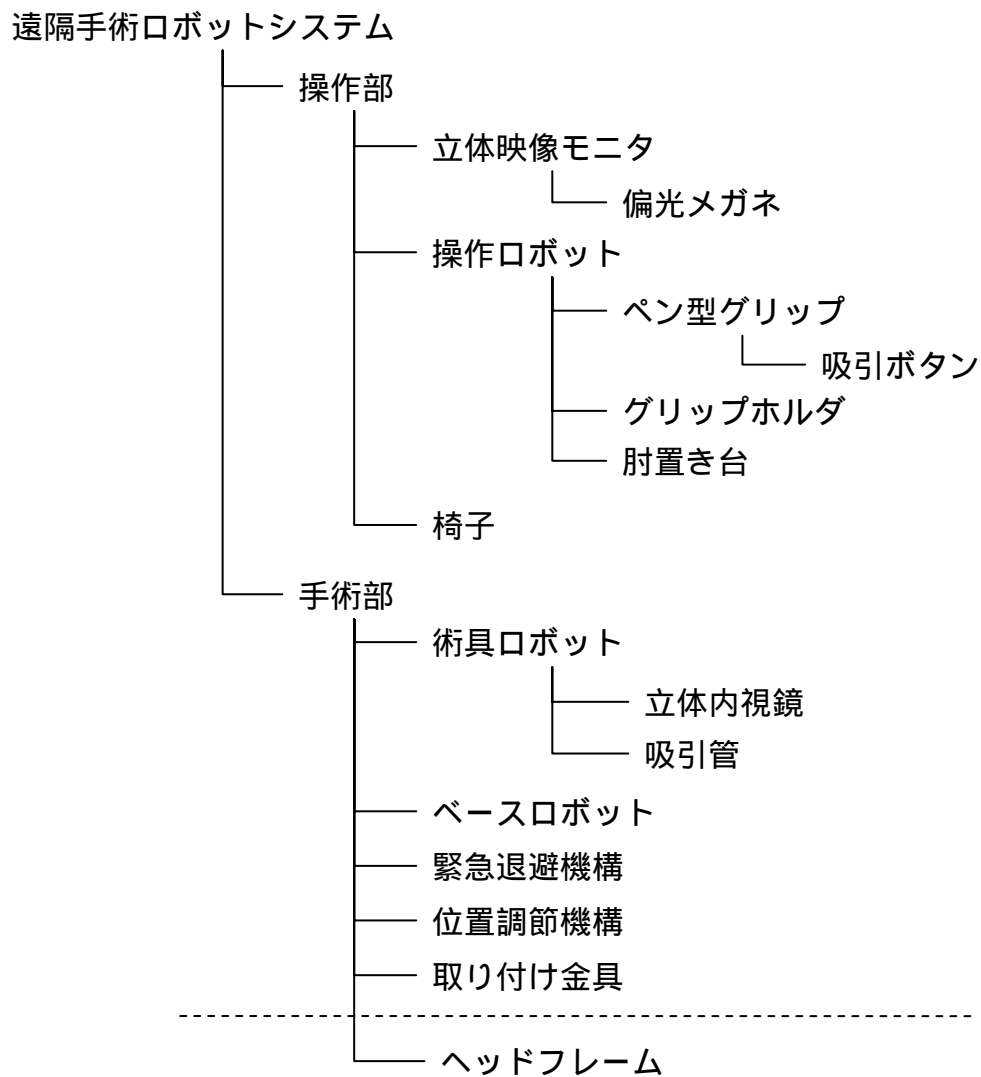 遠隔手術ロボットシステム
操作部
立体映像モニタ
偏光メガネ
操作ロボット
ペン型グリップ
吸引ボタン
グリップホルダ
肘置き台
椅子
手術部
術具ロボット
立体内視鏡
吸引管
ベースロボット
緊急退避機構
位置調節機構
取り付け金具
ヘッドフレーム